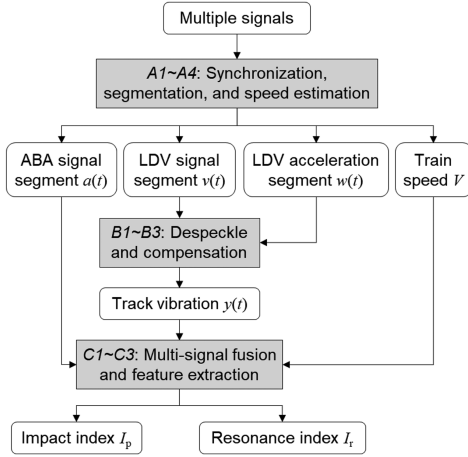 Multiple signals
A1~A4: Synchronization,
segmentation, and speed estimation
ABA signal
segment a(t)
LDV signal
segment v(t)
LDV acceleration
segment w(t)
Train
speed V
B1~B3: Despeckle
and compensation
Track vibration y(t)
C1~C3: Multi-signal fusion
and feature extraction
Impact index Ip
Resonance index Ir